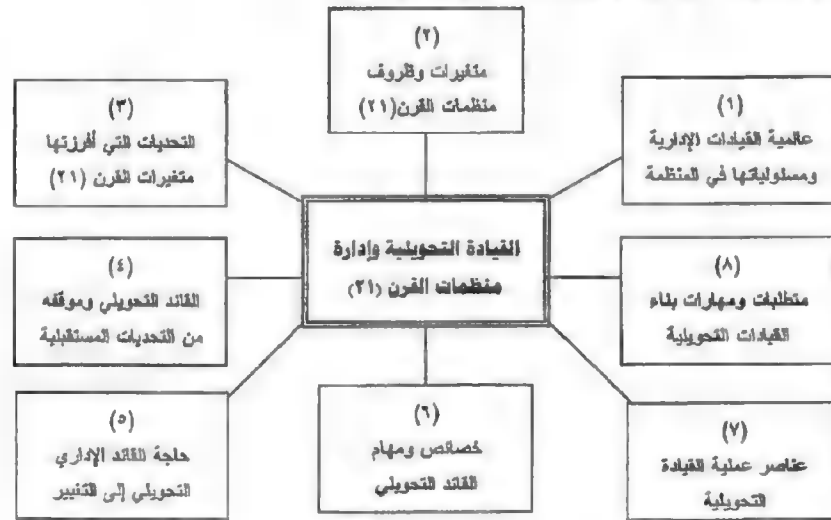 (١)
عالمية القيادات الإدارية
ومسئولياتها في المنظمة
(٢)
متغيرات وظروف
منظمات القرن (٢١)
(٣)
التحديات التي أفرزتها
متغيرات القرن (٢١)
(٤)
القائد التحويلي وموقفه
من التحديات المستقبلية
(٥)
حاجة القائد الإداري
التحويلي إلى التغيير
(٦)
خصائص ومهام
القائد التحويلي
(٧)
عناصر عملية القيادة
التحويلية
(٨)
متطلبات ومهارات بناء
القيادات التحويلية
القيادة التحويلية وإدارة
منظمات القرن (٢١)